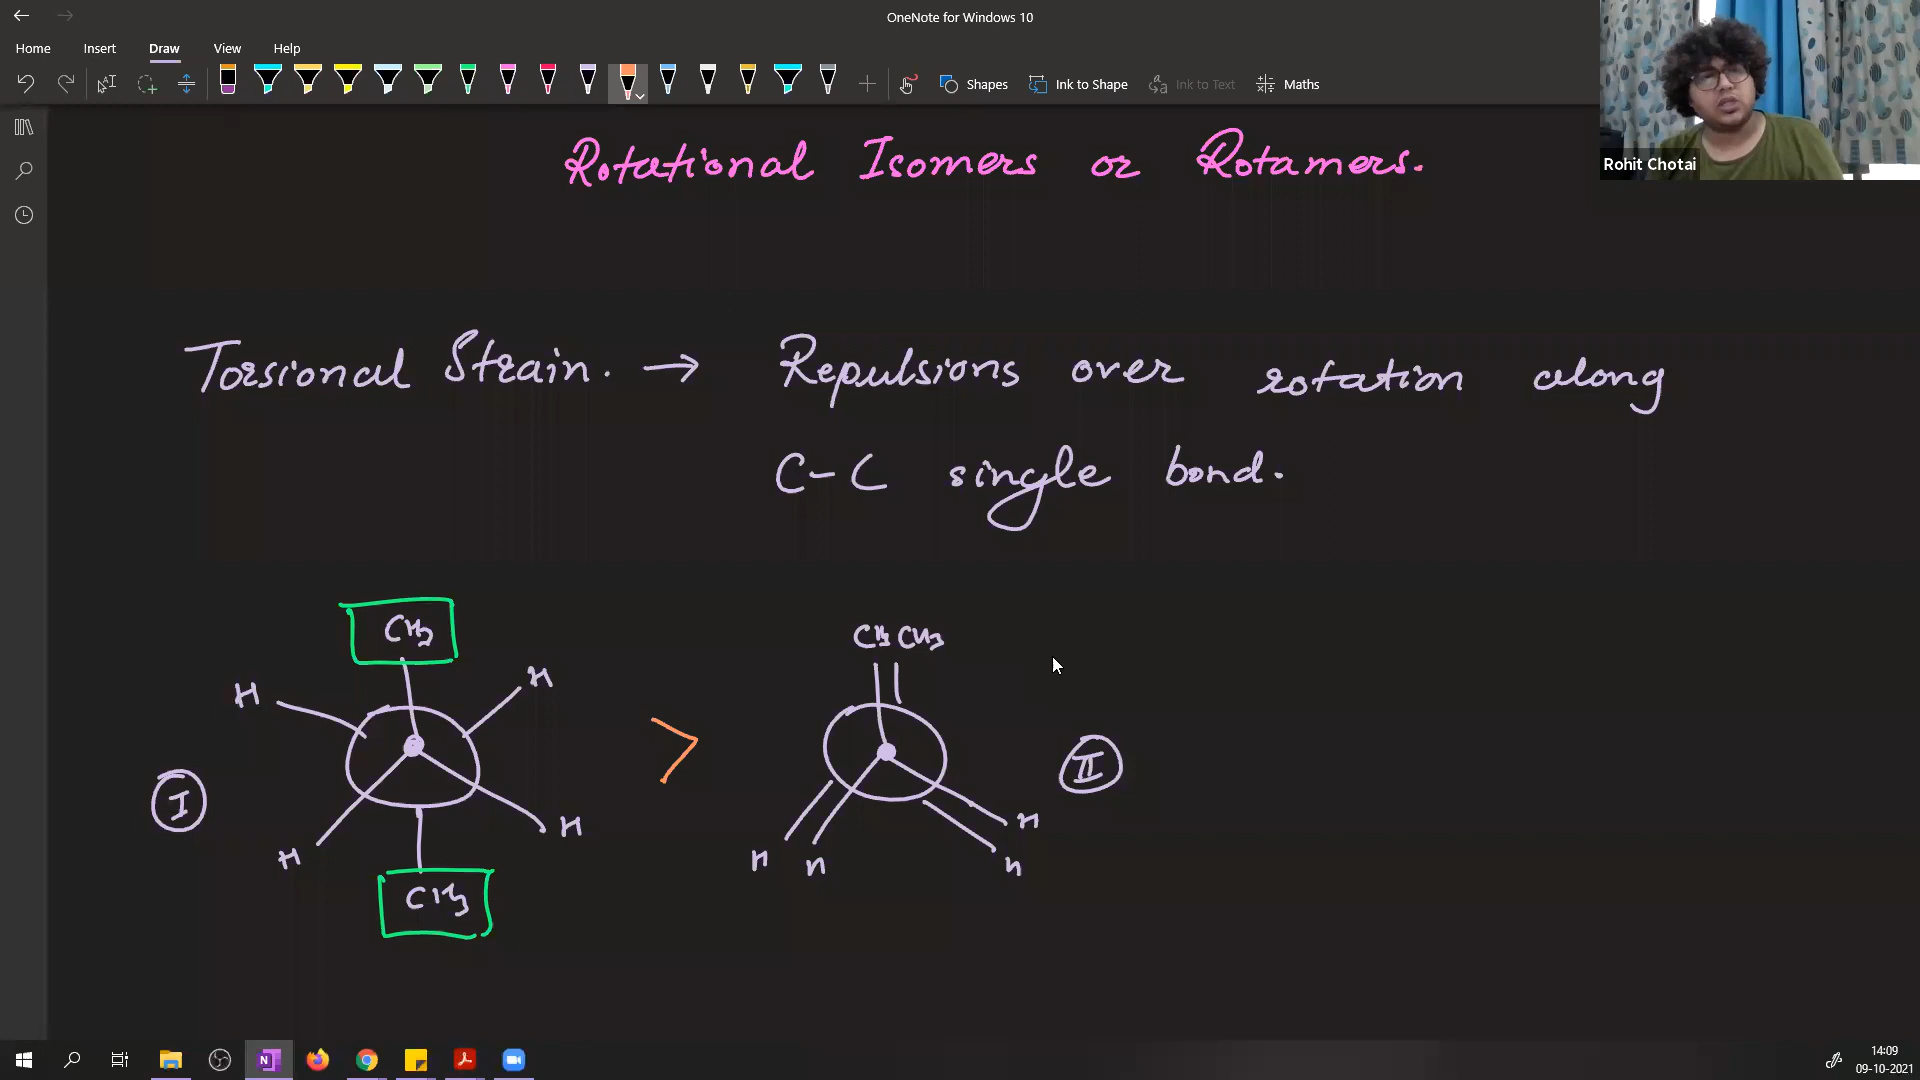 OneNote for Windows 10
Home Insert Draw View Help
Shapes Ink to Shape Ink to Text Maths
Rohit Chotai
Rotational Isomers or Rotamers.
Torsional Strain. → Repulsions over rotation along
C-C single bond.
CH3
CH3 CH3
H
H
>
I
II
H
H
H
H
H
H
CH3
N
14:09
09-10-2021